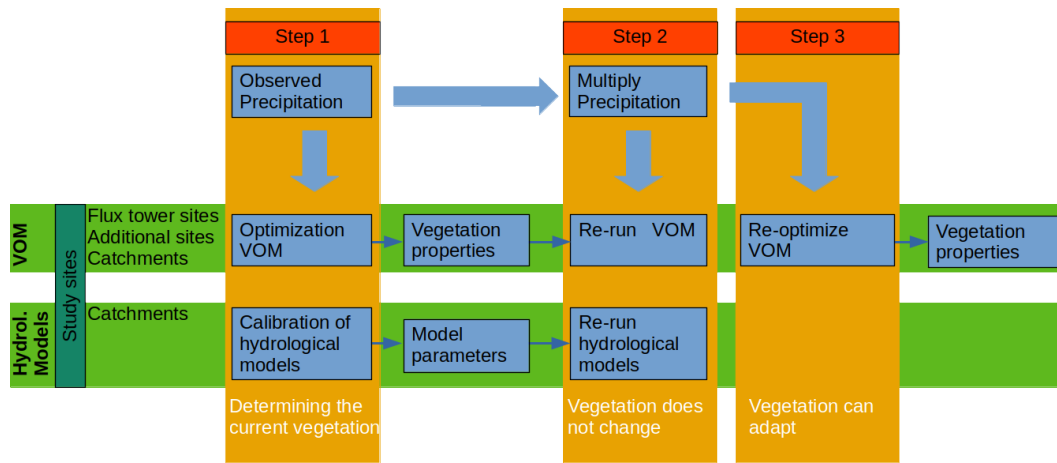 Step 1
Step 2
Step 3
Observed
Precipitation
Multiply
Precipitation
VOM
Study sites
Flux tower sites
Additional sites
Catchments
Optimization
VOM
Vegetation
properties
Re-run VOM
Re-optimize
VOM
Vegetation
properties
Hydrol.
Models
Catchments
Calibration of
hydrological
models
Model
parameters
Re-run
hydrological
models
Determining the
current vegetation
Vegetation does
not change
Vegetation can
adapt